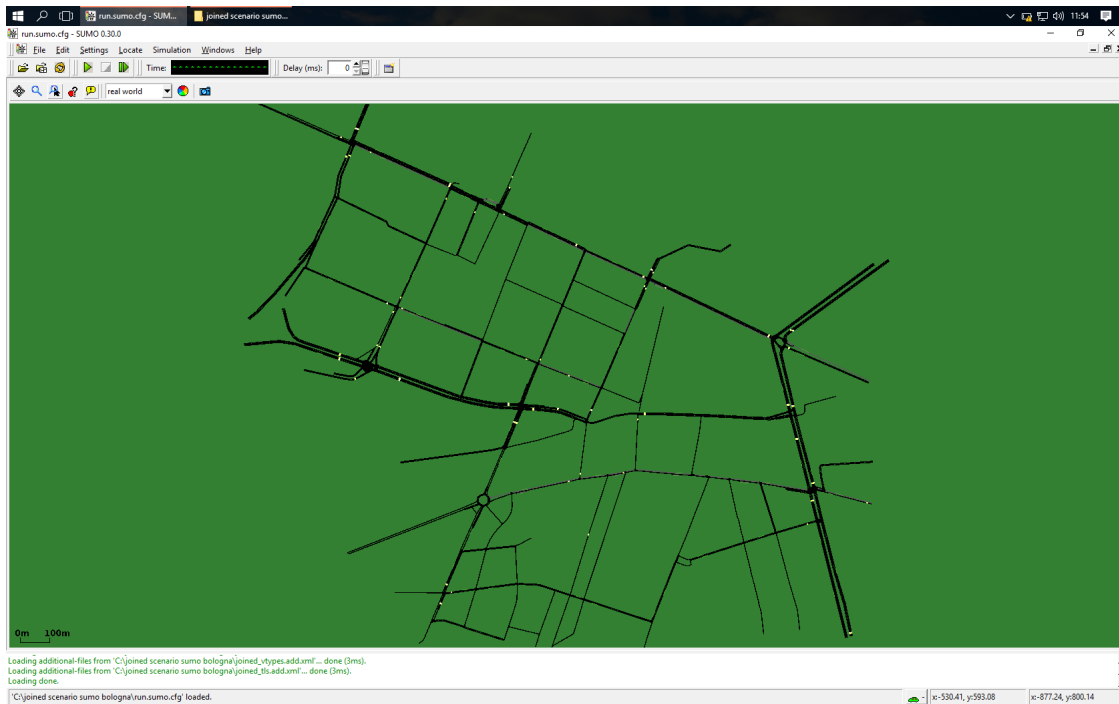 run.sumo.cfg - SUM...
joined scenario sumo...
11:54
run.sumo.cfg - SUMO 0.30.0
File Edit Settings Locate Simulation Windows Help
Time: Delay (ms): 0
real world
0m 100m
Loading additional-files from 'C:\joined scenario sumo bologna\joined_vtypes.add.xml'... done (3ms).
Loading additional-files from 'C:\joined scenario sumo bologna\joined_tls.add.xml'... done (3ms).
Loading done.
'C:\joined scenario sumo bologna\run.sumo.cfg' loaded.
x:-530.41, y:593.08
x:-877.24, y:800.14